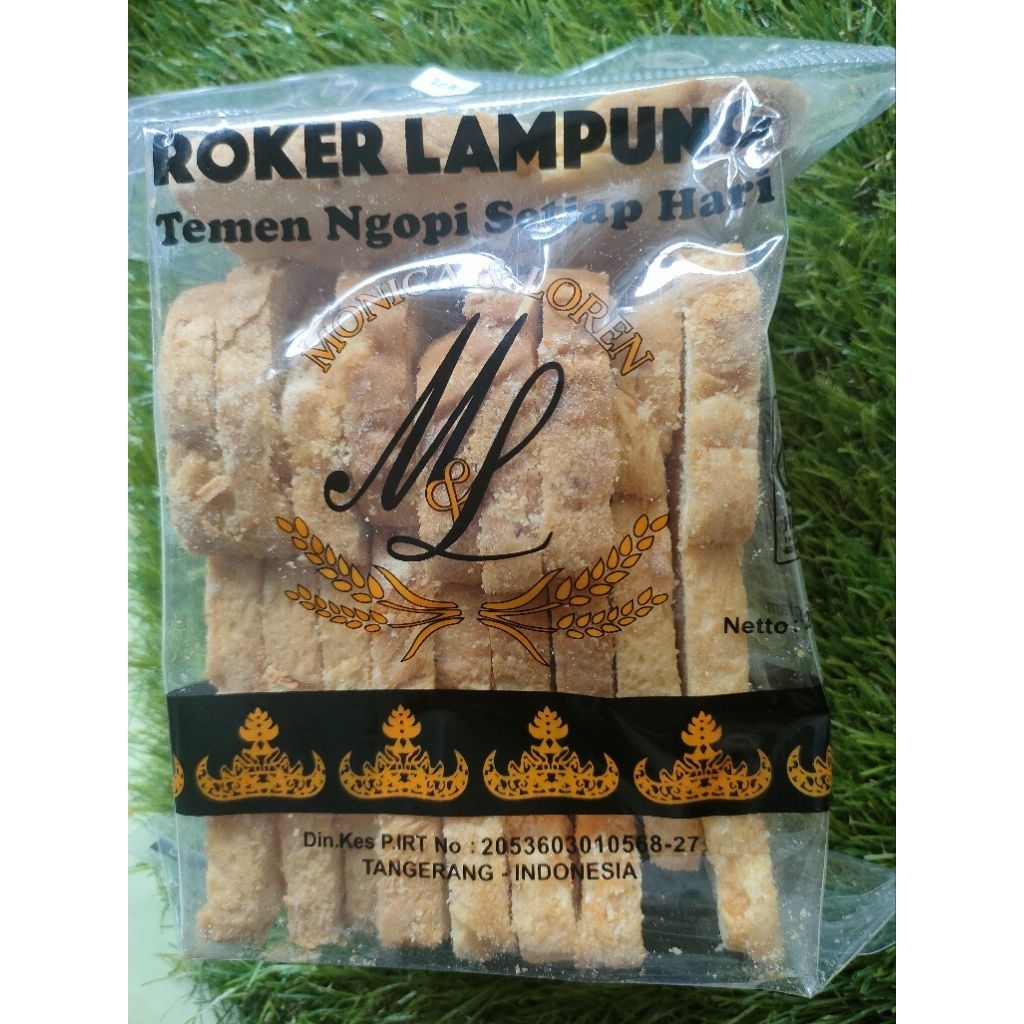 ROKER LAMPUNG
Temen Ngopi Setiap Hari
MONICA & LOREN
M&L
Netto :
Din.Kes P.IRT No : 2053603010568-27
TANGERANG - INDONESIA